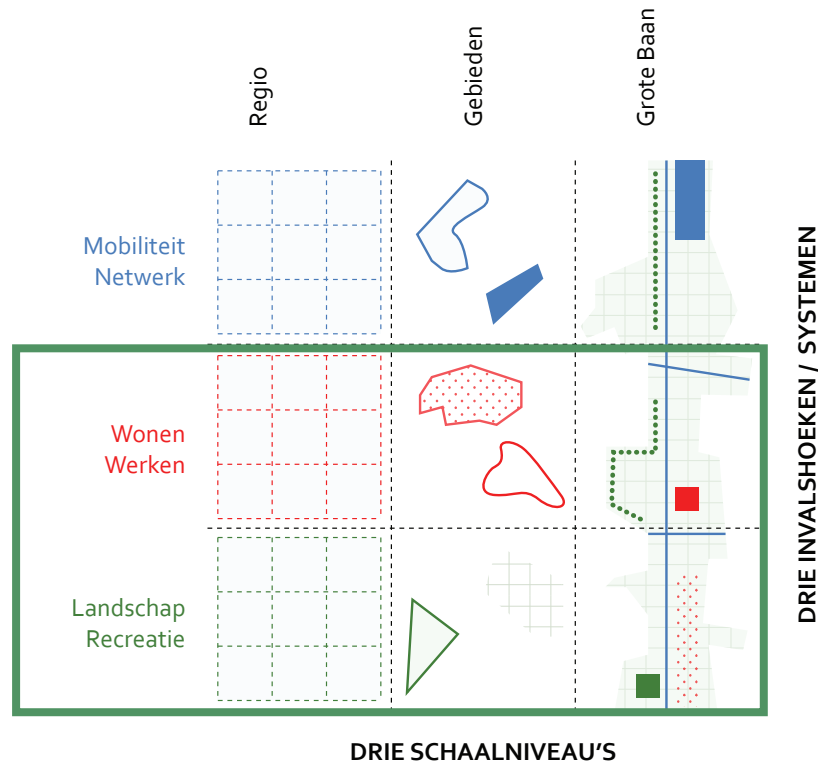 Regio
Gebieden
Grote Baan
Mobiliteit
Netwerk
Wonen
Werken
Landschap
Recreatie
DRIE INVALSHOEKEN / SYSTEMEN
DRIE SCHAALNIVEAU'S